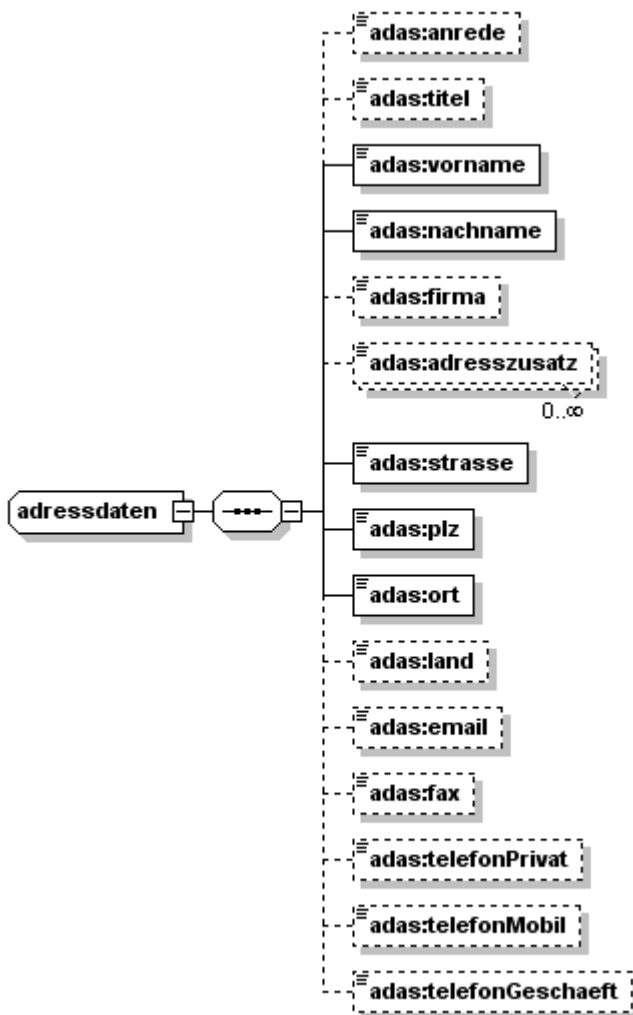 adas:anrede
adas:titel
adas:vorname
adas:nachname
adas:firma
adas:adresszusatz
0..∞
adas:strasse
adressdaten
adas:plz
adas:ort
adas:land
adas:email
adas:fax
adas:telefonPrivat
adas:telefonMobil
adas:telefonGeschaeft